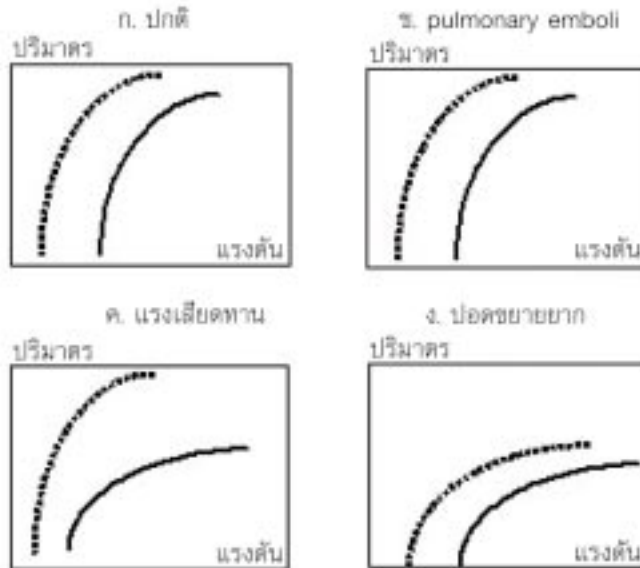 ก. ปกติ
ข. pulmonary emboli
ปริมาตร
ปริมาตร
แรงดัน
แรงดัน
ค. แรงเสียดทาน
ง. ปอดขยายยาก
ปริมาตร
ปริมาตร
แรงดัน
แรงดัน